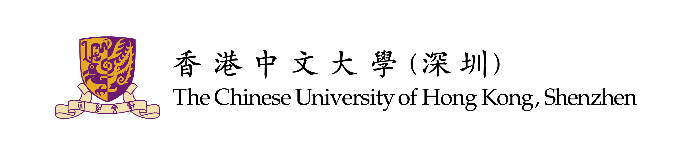 香港中文大學(深圳)
The Chinese University of Hong Kong, Shenzhen